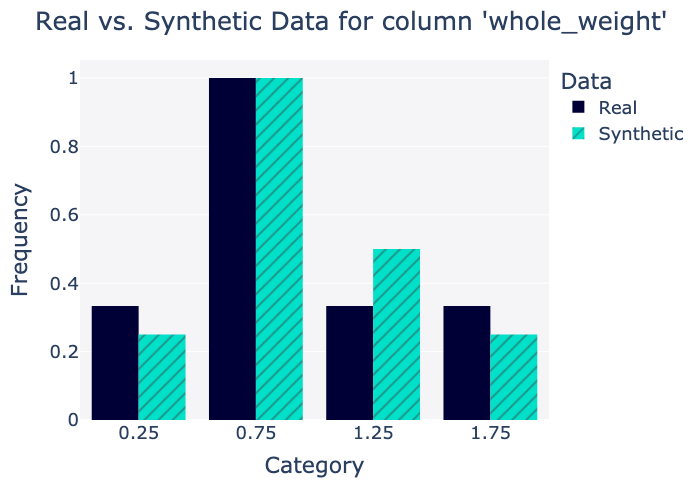 Real vs. Synthetic Data for column 'whole_weight'
Data
Real
Synthetic
Frequency
1
0.8
0.6
0.4
0.2
0
0.25
0.75
1.25
1.75
Category